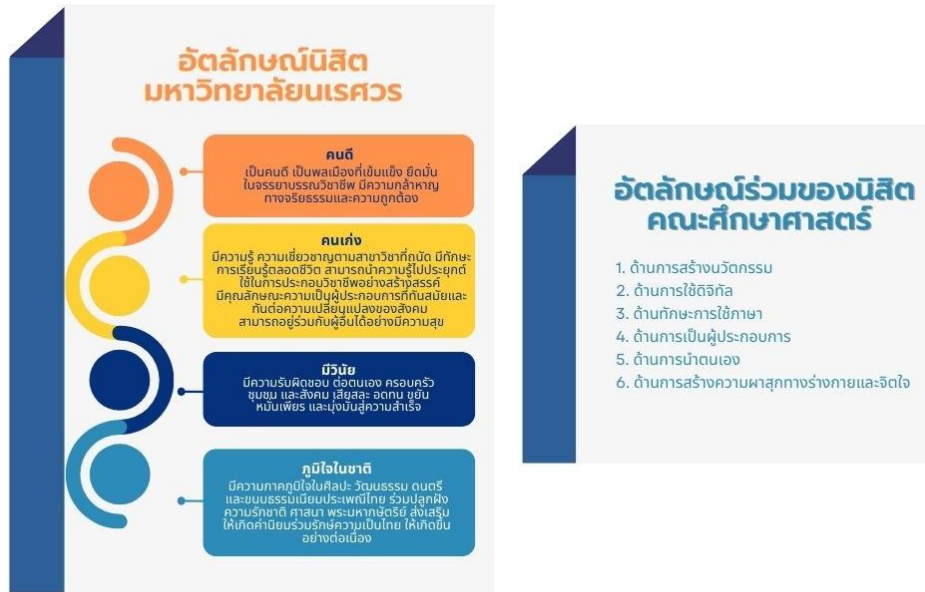 อัตลักษณ์นิสิต
มหาวิทยาลัยนเรศวร
คนดี
เป็นคนดี เป็นพลเมืองที่เข้มแข็ง ยึดมั่น
ในจรรยาบรรณวิชาชีพ มีความกล้าหาญ
ทางจริยธรรมและความถูกต้อง
คนเก่ง
มีความรู้ ความเชี่ยวชาญตามสาขาวิชาที่ถนัด มีทักษะ
การเรียนรู้ตลอดชีวิต สามารถนำความรู้ไปประยุกต์
ใช้ในการประกอบวิชาชีพอย่างสร้างสรรค์
มีคุณลักษณะความเป็นผู้ประกอบการที่ทันสมัยและ
ทันต่อความเปลี่ยนแปลงของสังคม
สามารถอยู่ร่วมกับผู้อื่นได้อย่างมีความสุข
มีวินัย
มีความรับผิดชอบ ต่อตนเอง ครอบครัว
ชุมชน และสังคม เสียสละ อดทน ขยัน
หมั่นเพียร และมุ่งมั่นสู่ความสำเร็จ
ภูมิใจในชาติ
มีความภาคภูมิใจในศิลปะ วัฒนธรรม ดนตรี
และขนบธรรมเนียมประเพณีไทย ร่วมปลูกฝัง
ความรักชาติ ศาสนา พระมหากษัตริย์ ส่งเสริม
ให้เกิดค่านิยมร่วมรักษ์ความเป็นไทย ให้เกิดขึ้น
อย่างต่อเนื่อง
อัตลักษณ์ร่วมของนิสิต
คณะศึกษาศาสตร์
1. ด้านการสร้างนวัตกรรม
2. ด้านการใช้ดิจิทัล
3. ด้านทักษะการใช้ภาษา
4. ด้านการเป็นผู้ประกอบการ
5. ด้านการนำตนเอง
6. ด้านการสร้างความผาสุกทางร่างกายและจิตใจ